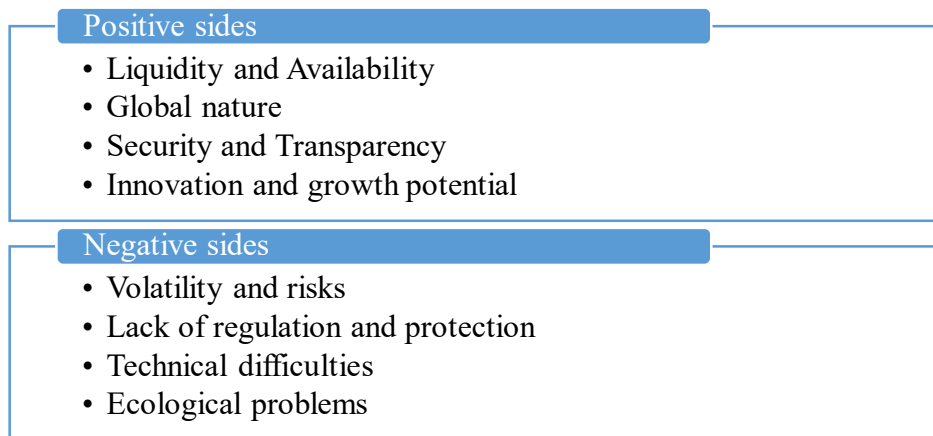 Positive sides
• Liquidity and Availability
• Global nature
• Security and Transparency
• Innovation and growth potential
Negative sides
• Volatility and risks
• Lack of regulation and protection
• Technical difficulties
• Ecological problems